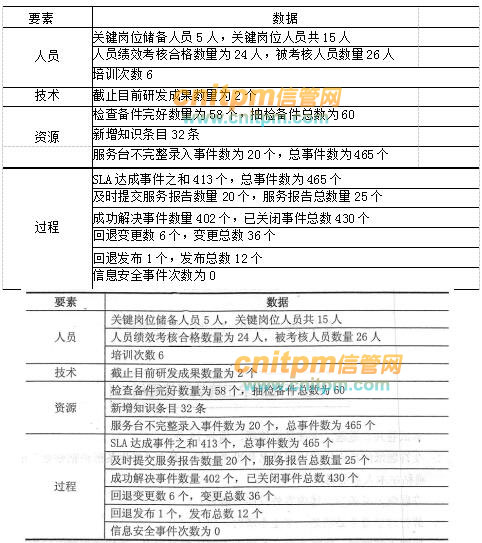 要素 数据
人员
关键岗位储备人员 5 人，关键岗位人员共 15 人
人员绩效考核合格数量为 24 人，被考核人员数量 26 人
培训次数 6
技术 截止目前研发成果数量为 2 个
资源
检查备件完好数量为 58 个，抽检备件总数为 60
新增知识条目 32 条
服务台不完整录入事件数为 20 个，总事件数为 465 个
cnitpm信管网
www.cnitpm.com
过程
SLA 达成事件之和 413 个，总事件数为 465 个
及时提交服务报告数量 20 个，服务报告总数量 25 个
成功解决事件数量 402 个，已关闭事件总数 430 个
回退变更数 6 个，变更总数 36 个
回退发布 1 个，发布总数 12 个
信息安全事件次数为 0
要素 数据
人员
关键岗位储备人员 5 人，关键岗位人员共 15 人
人员绩效考核合格数量为 24 人，被考核人员数量 26 人
培训次数 6
技术 截止目前研发成果数量为 2 个
资源
检查备件完好数量为 58 个，抽检备件总数为 60
新增知识条目 32 条
服务台不完整录入事件数为 20 个，总事件数为 465 个
cnitpm信管网
www.cnitpm.com
过程
SLA 达成事件之和 413 个，总事件数为 465 个
及时提交服务报告数量 20 个，服务报告总数量 25 个
成功解决事件数量 402 个，已关闭事件总数 430 个
回退变更数 6 个，变更总数 36 个
回退发布 1 个，发布总数 12 个
信息安全事件次数为 0